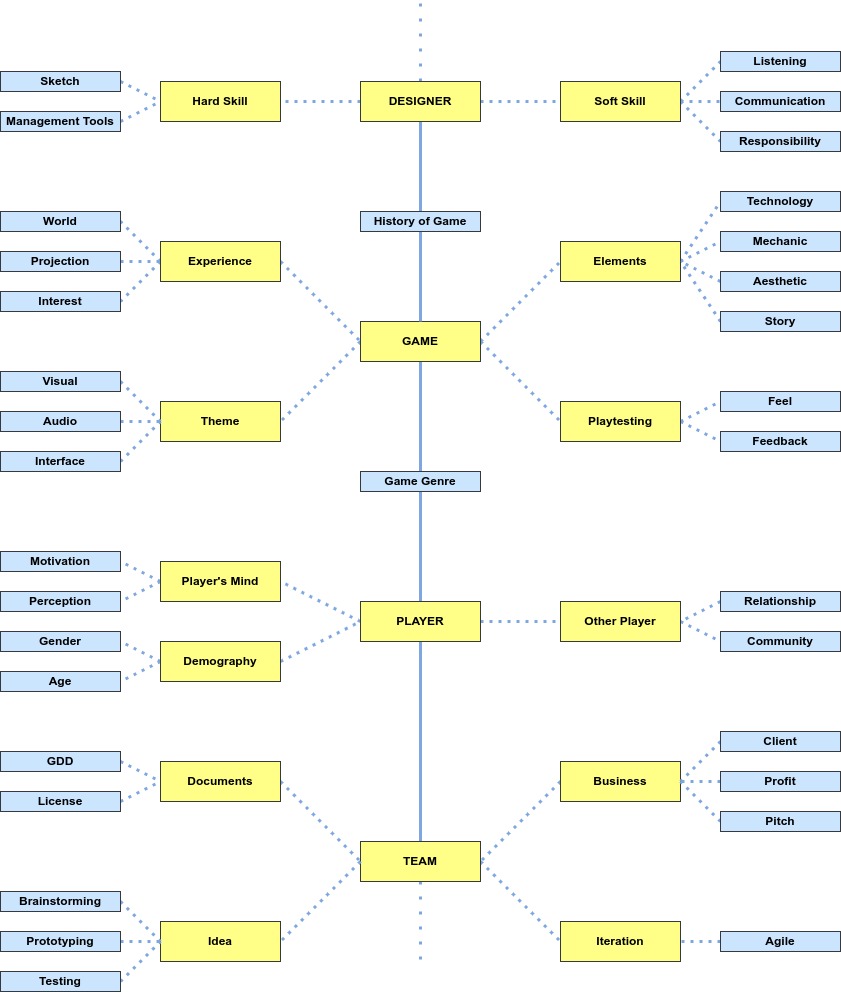 Listening
Sketch
Hard Skill
DESIGNER
Soft Skill
Communication
Management Tools
Responsibility
Technology
World
History of Game
Mechanic
Projection
Experience
Elements
Aesthetic
Interest
Story
GAME
Visual
Feel
Audio
Theme
Playtesting
Feedback
Interface
Game Genre
Motivation
Player's Mind
Perception
Relationship
PLAYER
Other Player
Gender
Community
Demography
Age
Client
GDD
Documents
Business
Profit
License
Pitch
TEAM
Brainstorming
Prototyping
Idea
Iteration
Agile
Testing